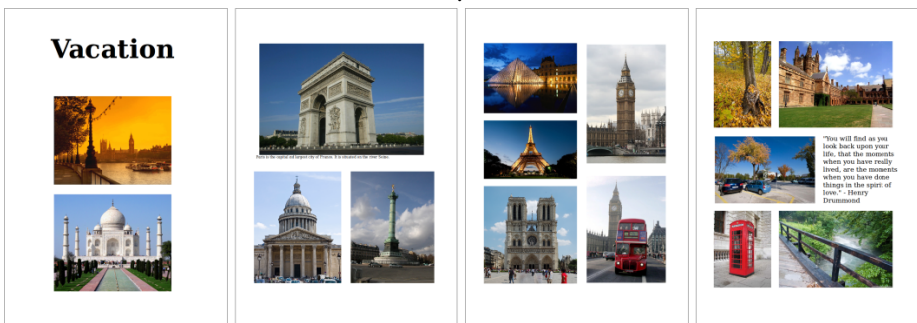 Vacation
Paris is the capital and largest city of France. It is situated on the river Seine.
"You will find as you
look back upon your
life, that the moments
when you have really
lived, are the moments
when you have done
things in the spirit of
love." - Henry
Drummond